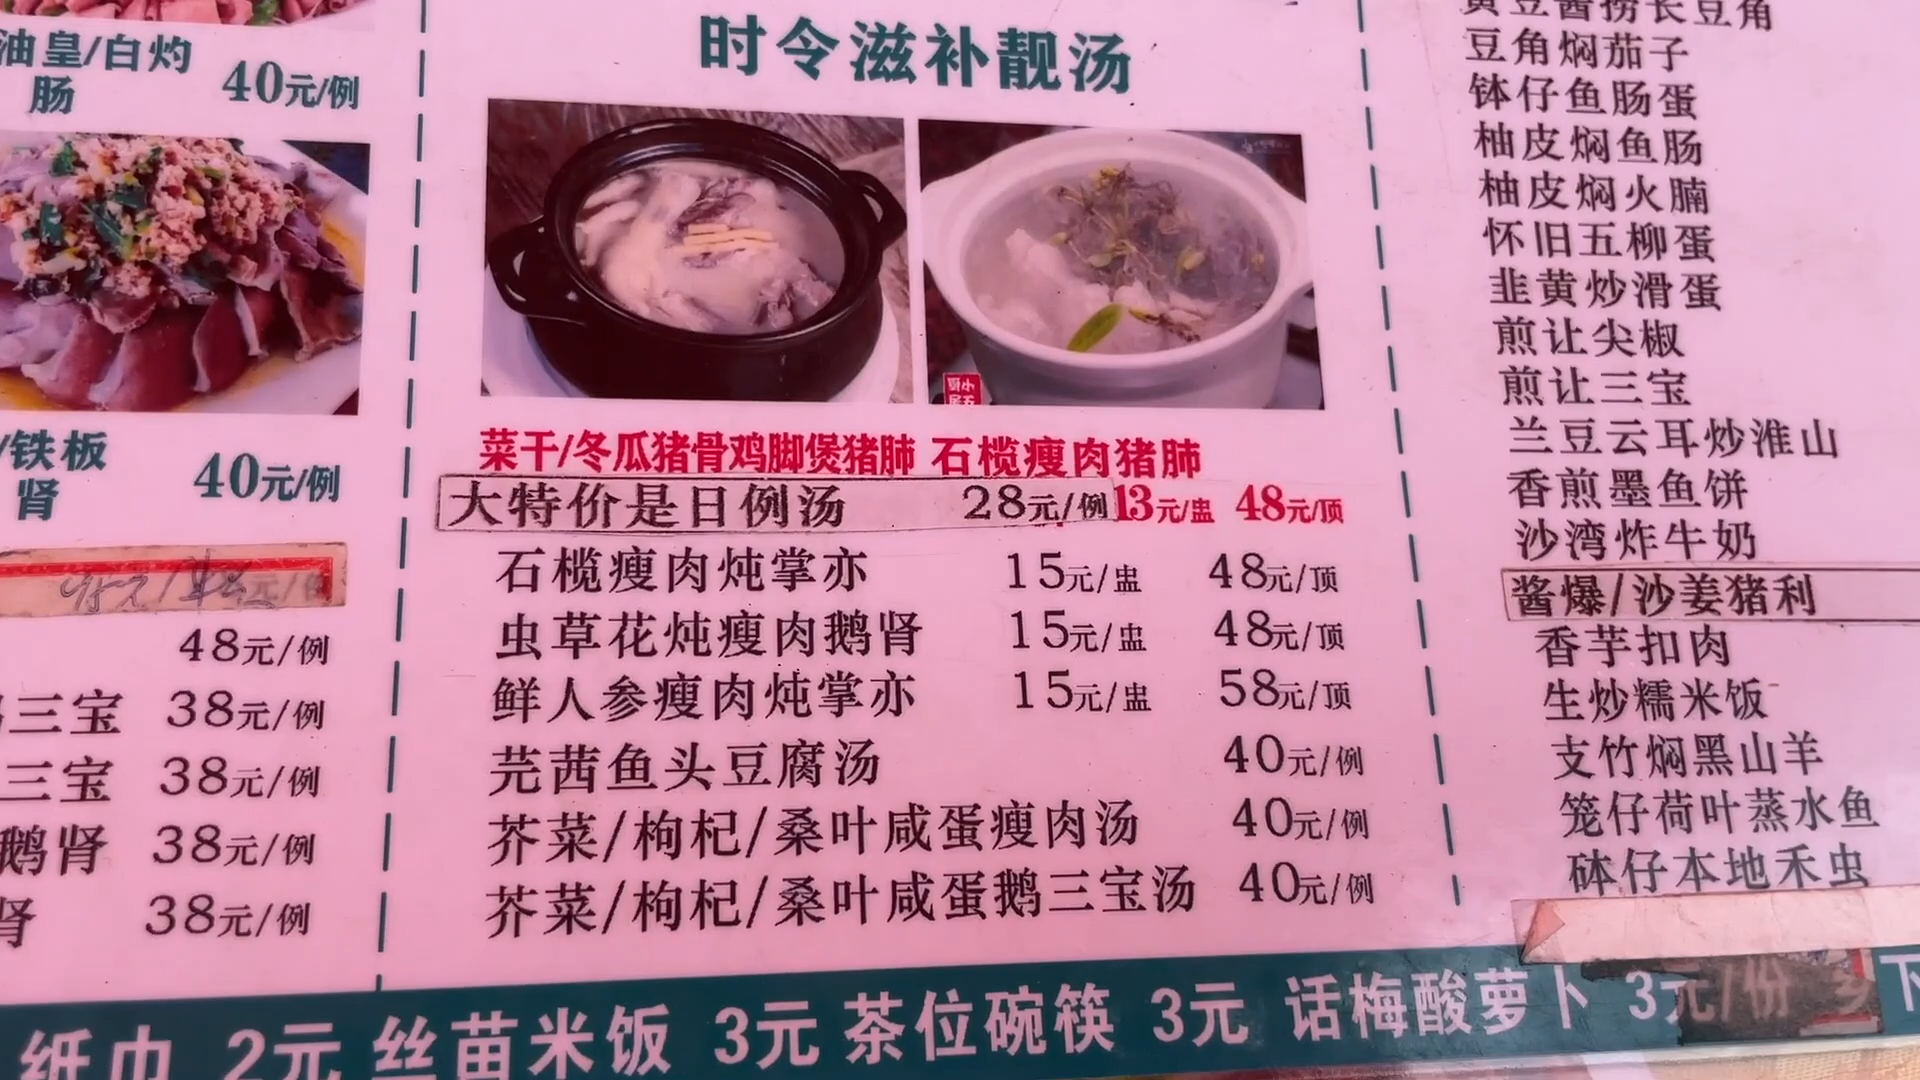 油皇/白灼
肠 40元/例
/铁板
肾 40元/例
48元/例
三宝 38元/例
三宝 38元/例
鹅肾 38元/例
肾 38元/例
时令滋补靓汤
菜干/冬瓜猪骨鸡脚煲猪肺 石榄瘦肉猪肺
大特价是日例汤 28元/例 13元/盅 48元/顶
石榄瘦肉炖掌亦 15元/盅 48元/顶
虫草花炖瘦肉鹅肾 15元/盅 48元/顶
鲜人参瘦肉炖掌亦 15元/盅 58元/顶
芫茜鱼头豆腐汤 40元/例
芥菜/枸杞/桑叶咸蛋瘦肉汤 40元/例
芥菜/枸杞/桑叶咸蛋鹅三宝汤 40元/例
黄豆酱捞长豆角
豆角焖茄子
钵仔鱼肠蛋
柚皮焖鱼肠
柚皮焖火腩
怀旧五柳蛋
韭黄炒滑蛋
煎让尖椒
煎让三宝
兰豆云耳炒淮山
香煎墨鱼饼
沙湾炸牛奶
酱爆/沙姜猪利
香芋扣肉
生炒糯米饭
支竹焖黑山羊
笼仔荷叶蒸水鱼
砵仔本地禾虫
纸巾 2元 丝苗米饭 3元 茶位碗筷 3元 话梅酸萝卜 3元/份 下